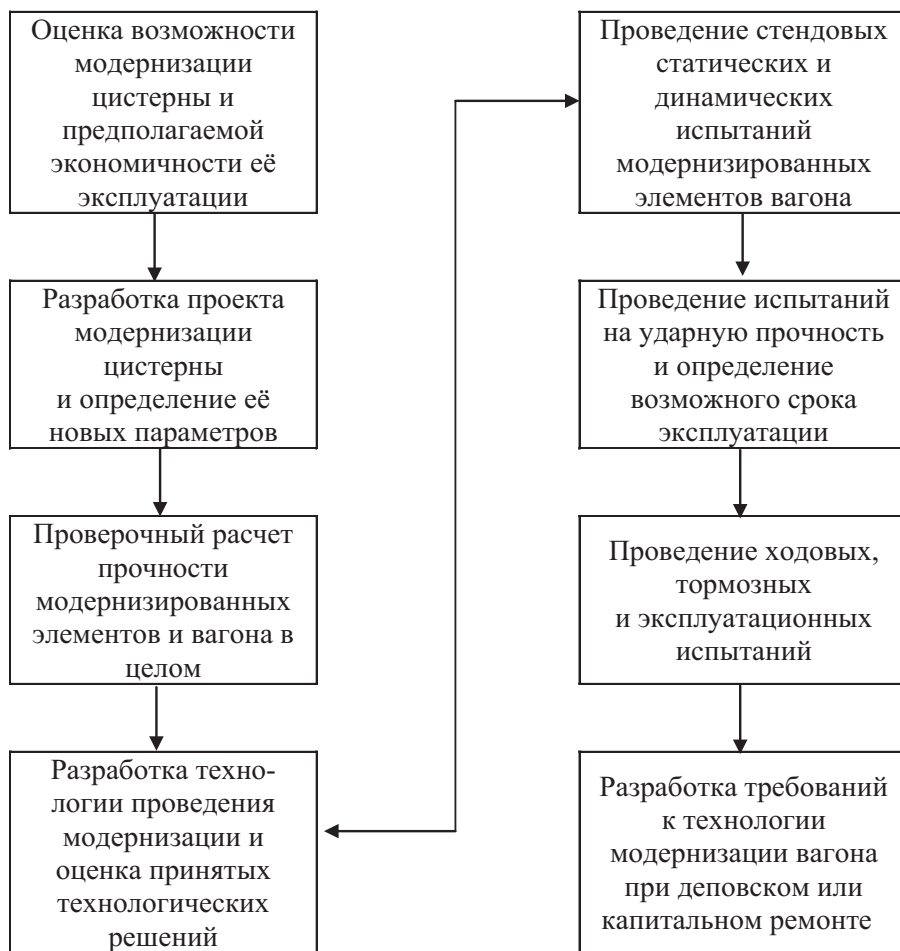 Оценка возможности
модернизации
цистерны и
предполагаемой
экономичности её
эксплуатации
Разработка проекта
модернизации
цистерны
и определение её
новых параметров
Проверочный расчет
прочности
модернизированных
элементов и вагона в
целом
Разработка техно-
логии проведения
модернизации и
оценка принятых
технологических
решений
Проведение стендовых
статических и
динамических
испытаний
модернизированных
элементов вагона
Проведение испытаний
на ударную прочность
и определение
возможного срока
эксплуатации
Проведение ходовых,
тормозных
и эксплуатационных
испытаний
Разработка требований
к технологии
модернизации вагона
при деповском или
капитальном ремонте